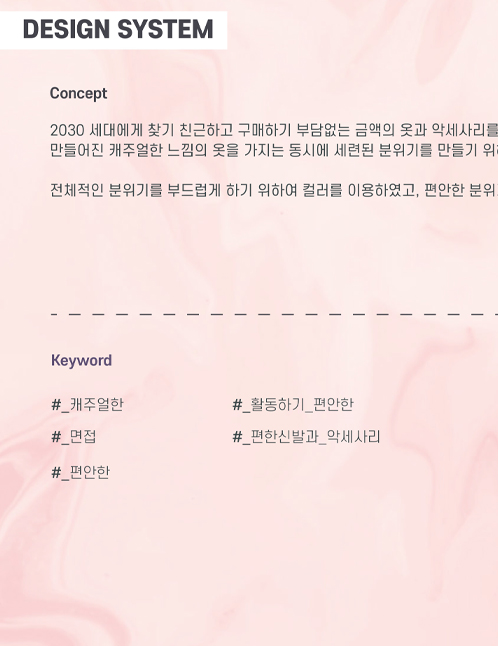 DESIGN SYSTEM
Concept
2030 세대에게 찾기 친근하고 구매하기 부담없는 금액의 옷과 악세사리를
만들어진 캐주얼한 느낌의 옷을 가지는 동시에 세련된 분위기를 만들기
전체적인 분위기를 부드럽게 하기 위하여 컬러를 이용하였고, 편안한
Keyword
#_캐주얼한 #_활동하기_편안한
#_면접 #_편한신발과_악세사리
#_편안한